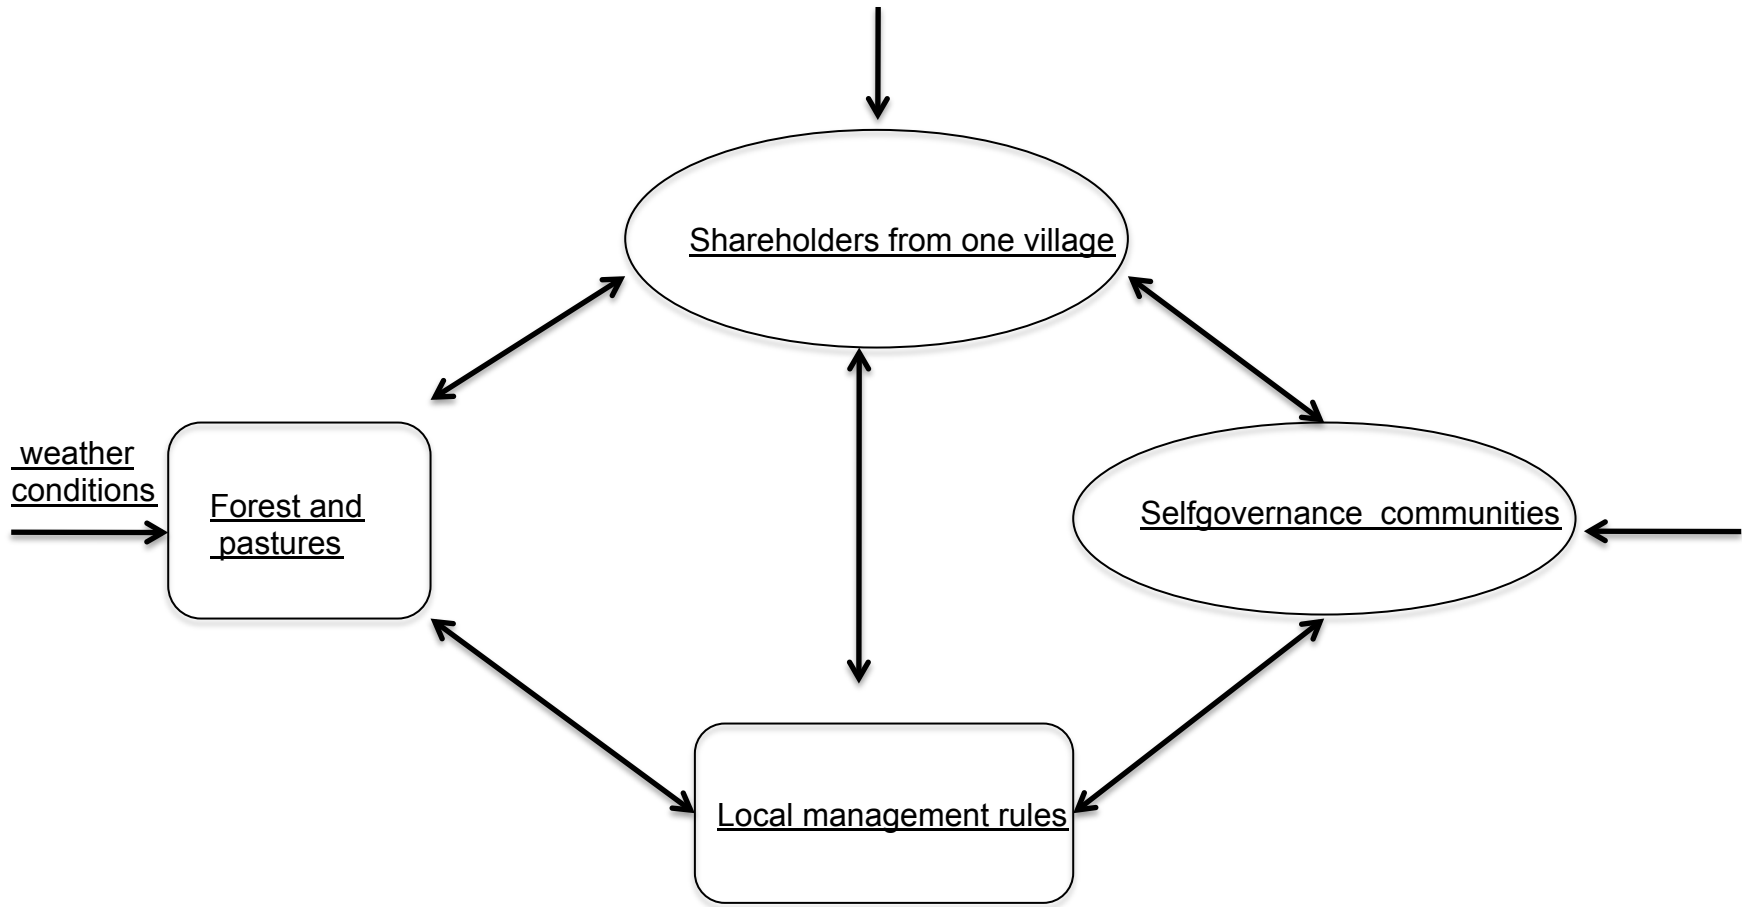 Shareholders from one village
weather
conditions
Forest and
pastures
Selfgovernance communities
Local management rules